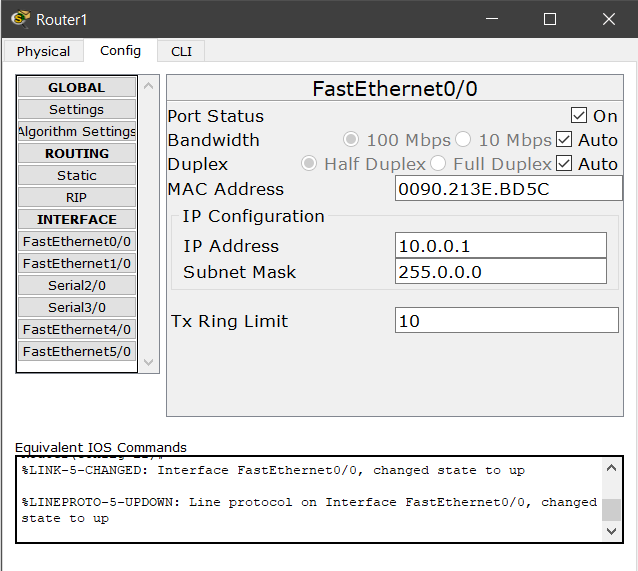 Router1
Physical
Config
CLI
GLOBAL
Settings
Algorithm Settings
ROUTING
Static
RIP
INTERFACE
FastEthernet0/0
FastEthernet1/0
Serial2/0
Serial3/0
FastEthernet4/0
FastEthernet5/0
FastEthernet0/0
Port Status On
Bandwidth 100 Mbps 10 Mbps Auto
Duplex Half Duplex Full Duplex Auto
MAC Address 0090.213E.BD5C
IP Configuration
IP Address 10.0.0.1
Subnet Mask 255.0.0.0
Tx Ring Limit 10
Equivalent IOS Commands
%LINK-5-CHANGED: Interface FastEthernet0/0, changed state to up
%LINEPROTO-5-UPDOWN: Line protocol on Interface FastEthernet0/0, changed
state to up